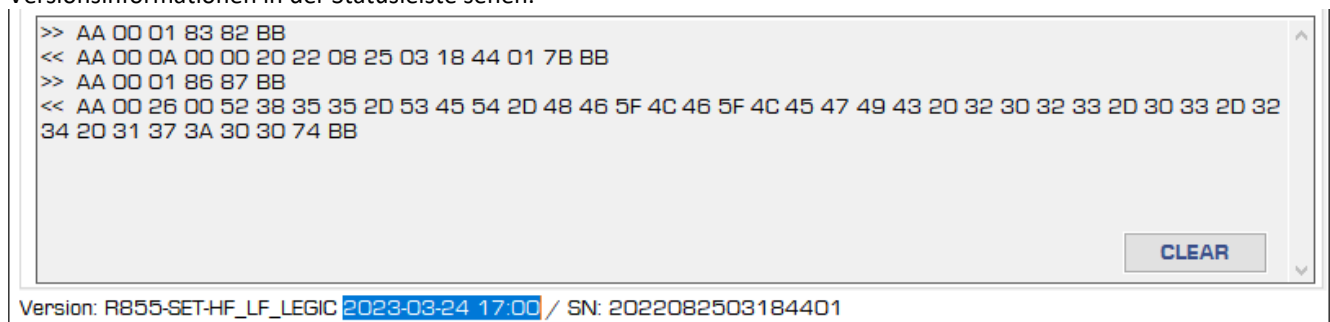 Versionsinformationen in der Statusleiste sehen.
>> AA 00 01 83 82 BB
<< AA 00 0A 00 00 20 22 08 25 03 18 44 01 7B BB
>> AA 00 01 86 87 BB
<< AA 00 26 00 52 38 35 35 2D 53 45 54 2D 48 46 5F 4C 46 5F 4C 45 47 49 43 20 32 30 32 33 2D 30 33 2D 32
34 20 31 37 3A 30 30 74 BB
CLEAR
Version: R855-SET-HF_LF_LEGIC 2023-03-24 17:00 / SN: 2022082503184401